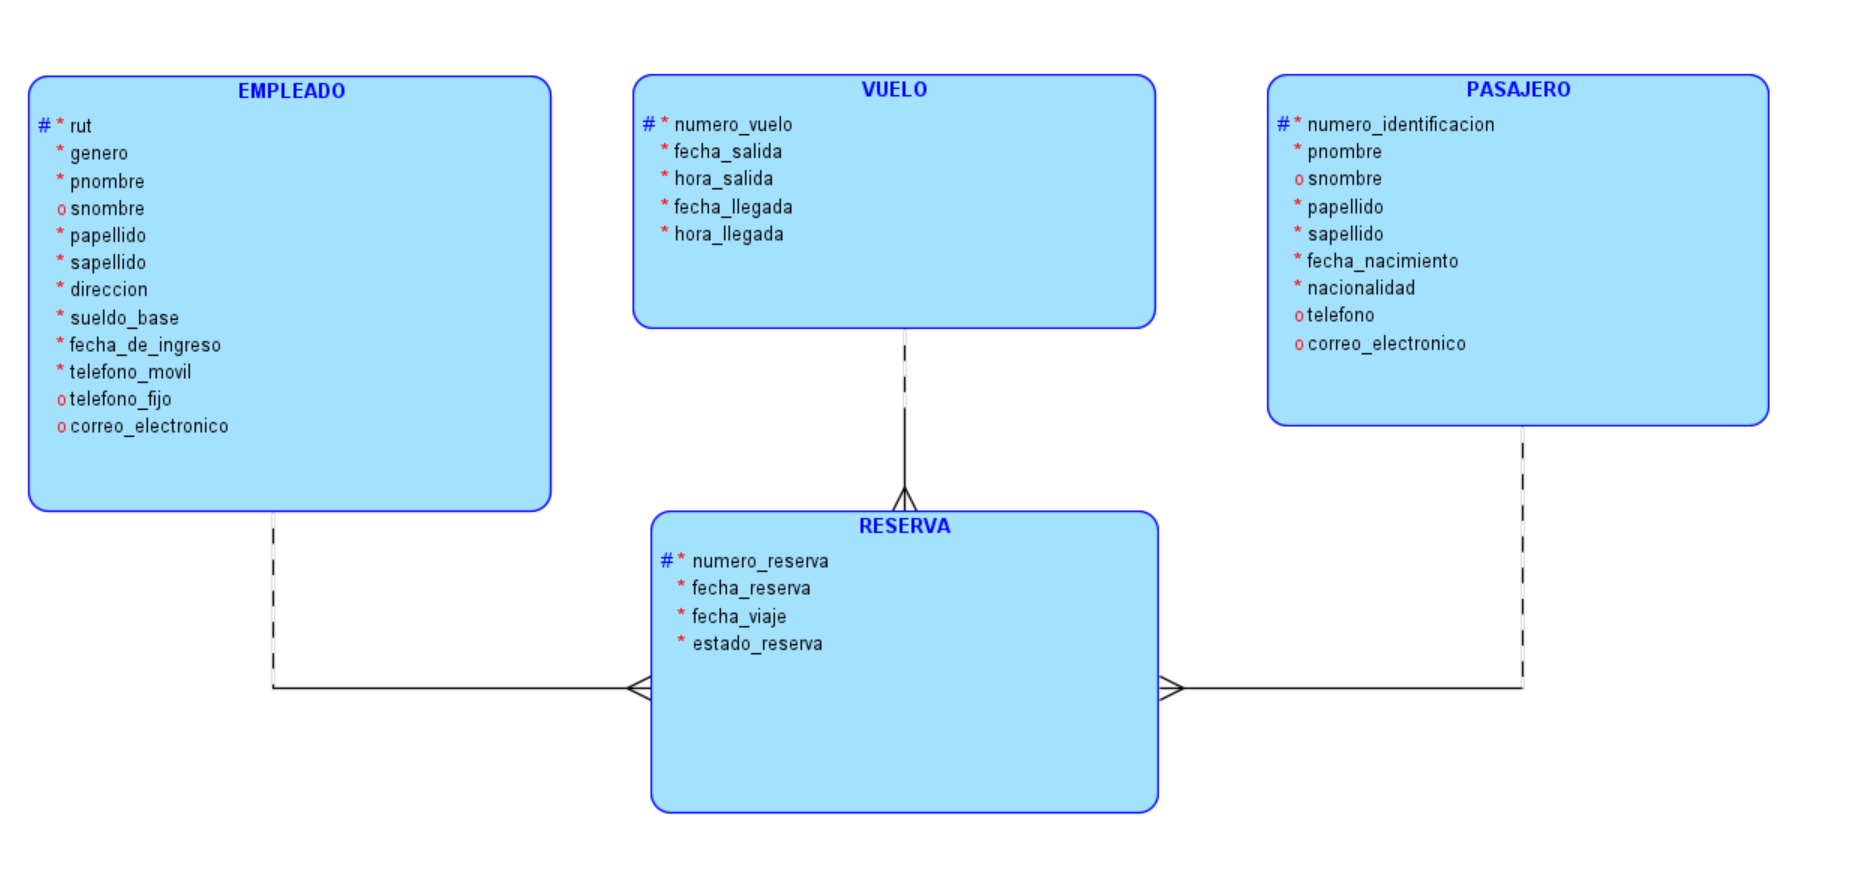 EMPLEADO
# * rut
* genero
* pnombre
o snombre
* papellido
* sapellido
* direccion
* sueldo_base
* fecha_de_ingreso
* telefono_movil
o telefono_fijo
o correo_electronico
VUELO
# * numero_vuelo
* fecha_salida
* hora_salida
* fecha_llegada
* hora_llegada
PASAJERO
# * numero_identificacion
* pnombre
o snombre
* papellido
* sapellido
* fecha_nacimiento
* nacionalidad
o telefono
o correo_electronico
RESERVA
# * numero_reserva
* fecha_reserva
* fecha_viaje
* estado_reserva